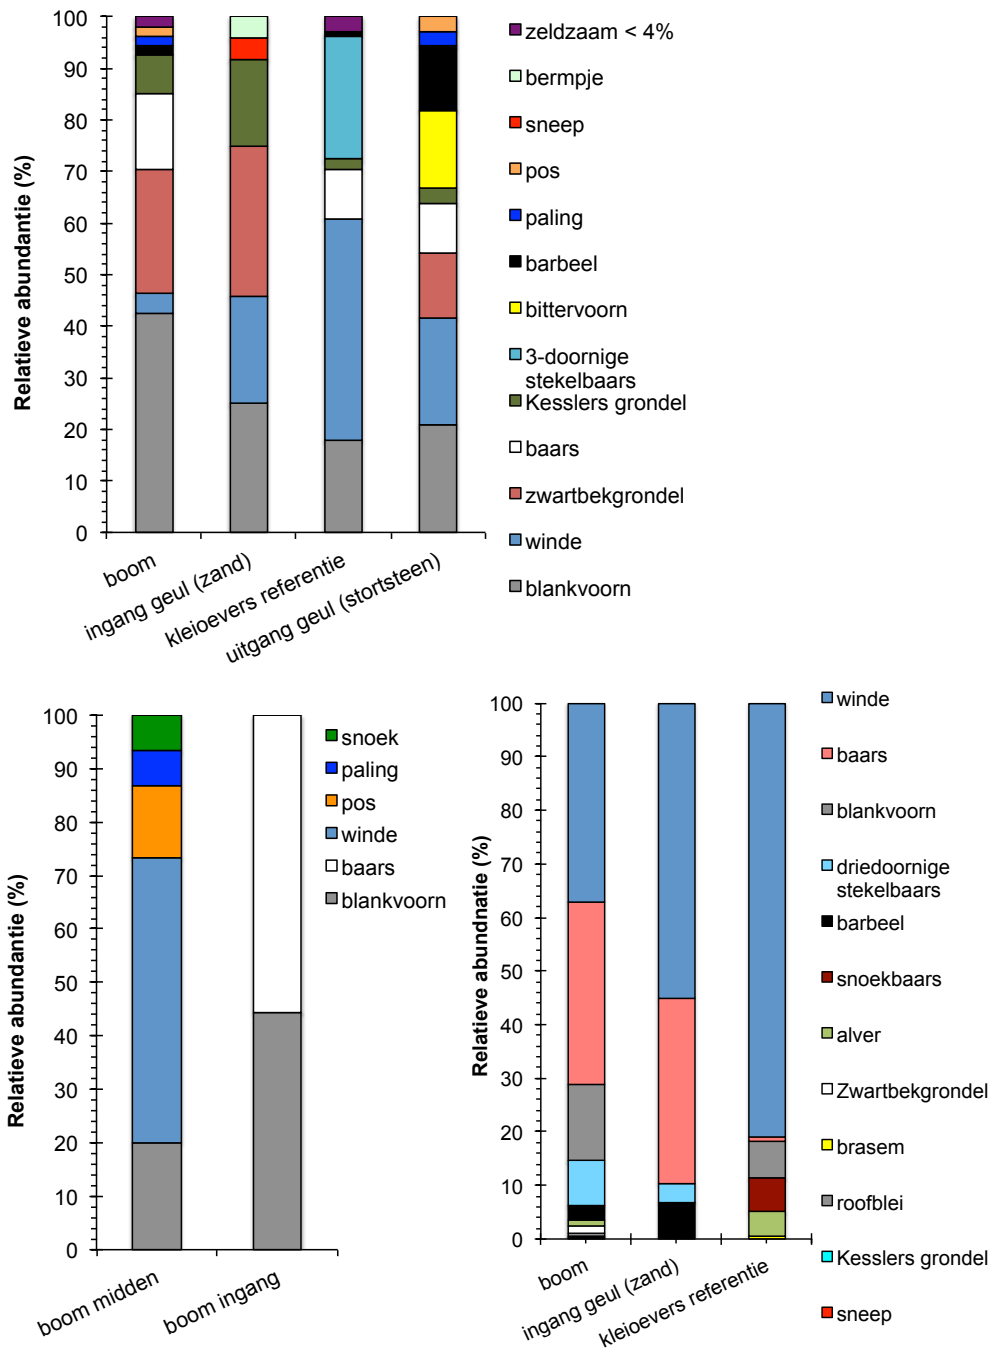 Relatieve abundantie (%)
100
90
80
70
60
50
40
30
20
10
0
boom
ingang geul (zand)
kleioevers referentie
uitgang geul (stortsteen)
zeldzaam < 4%
bermpje
sneep
pos
paling
barbeel
bittervoorn
3-doornige
stekelbaars
Kesslers grondel
baars
zwartbekgrondel
winde
blankvoorn
Relatieve abundantie (%)
100
90
80
70
60
50
40
30
20
10
0
boom midden
boom ingang
snoek
paling
pos
winde
baars
blankvoorn
Relatieve abundnatie (%)
100
90
80
70
60
50
40
30
20
10
0
boom
ingang geul (zand)
kleioevers referentie
winde
baars
blankvoorn
driedoornige
stekelbaars
barbeel
snoekbaars
alver
Zwartbekgrondel
brasem
roofblei
Kesslers grondel
sneep